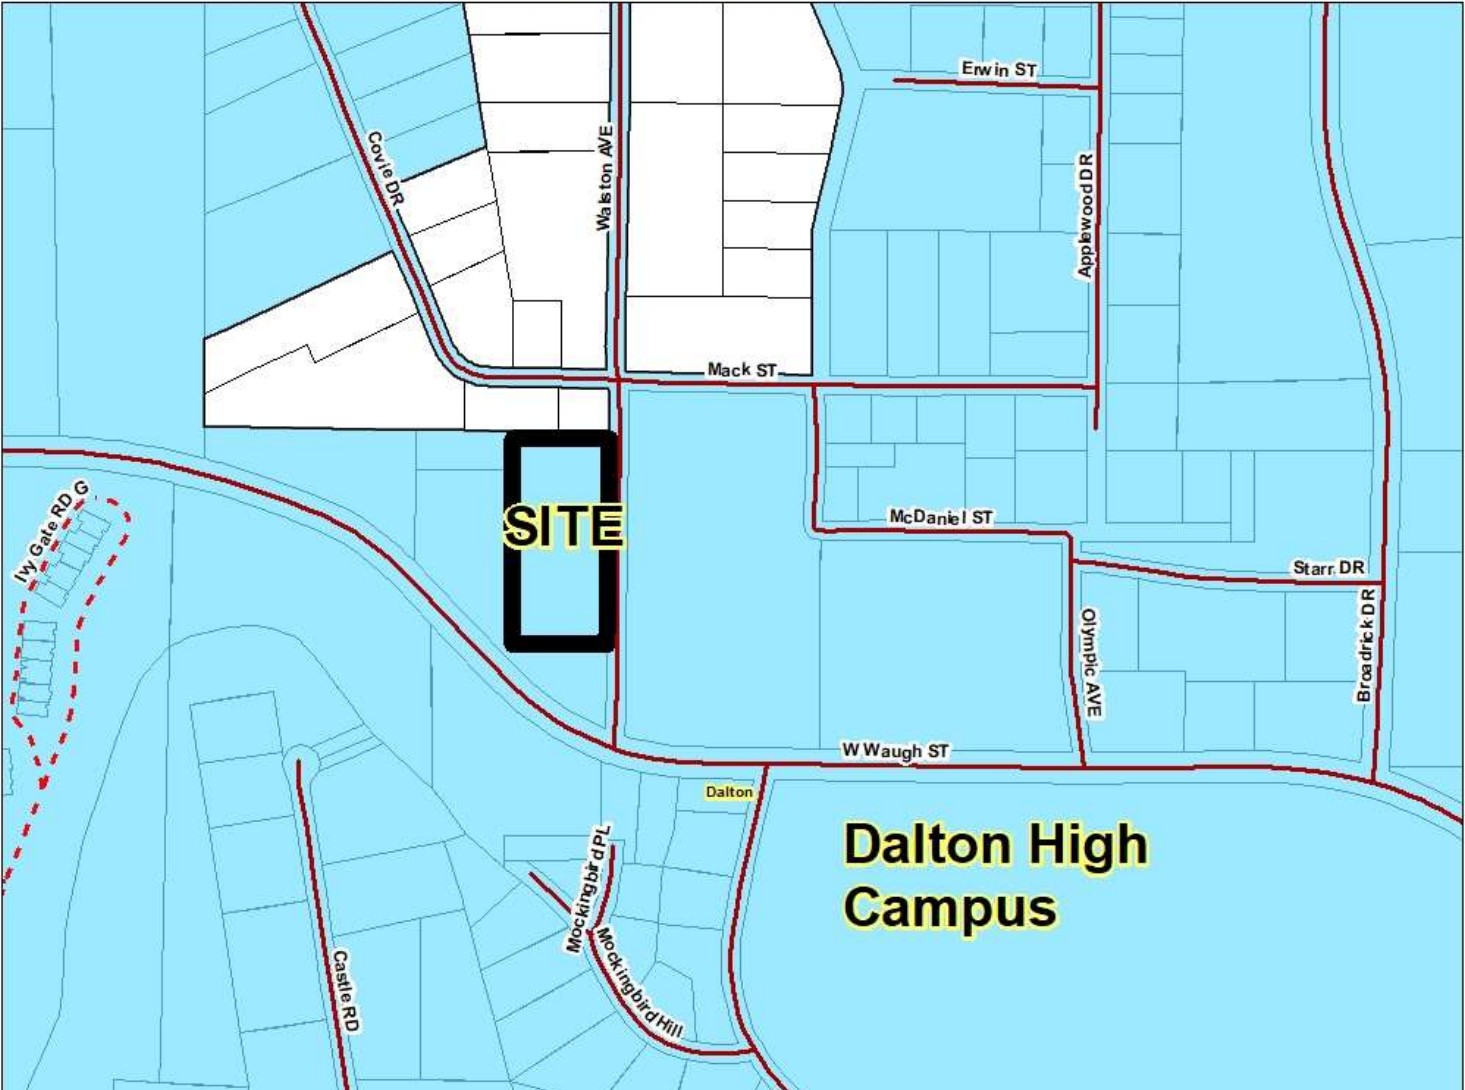 Erwin ST
Covie DR
Walston AVE
Applewood DR
Mack ST
Ivy Gate RD G
SITE
McDaniel ST
Starr DR
Olympic AVE
Broadrick DR
W Waugh ST
Dalton
Dalton High
Campus
Mockingbird PL
Mockingbird Hill
Castle RD